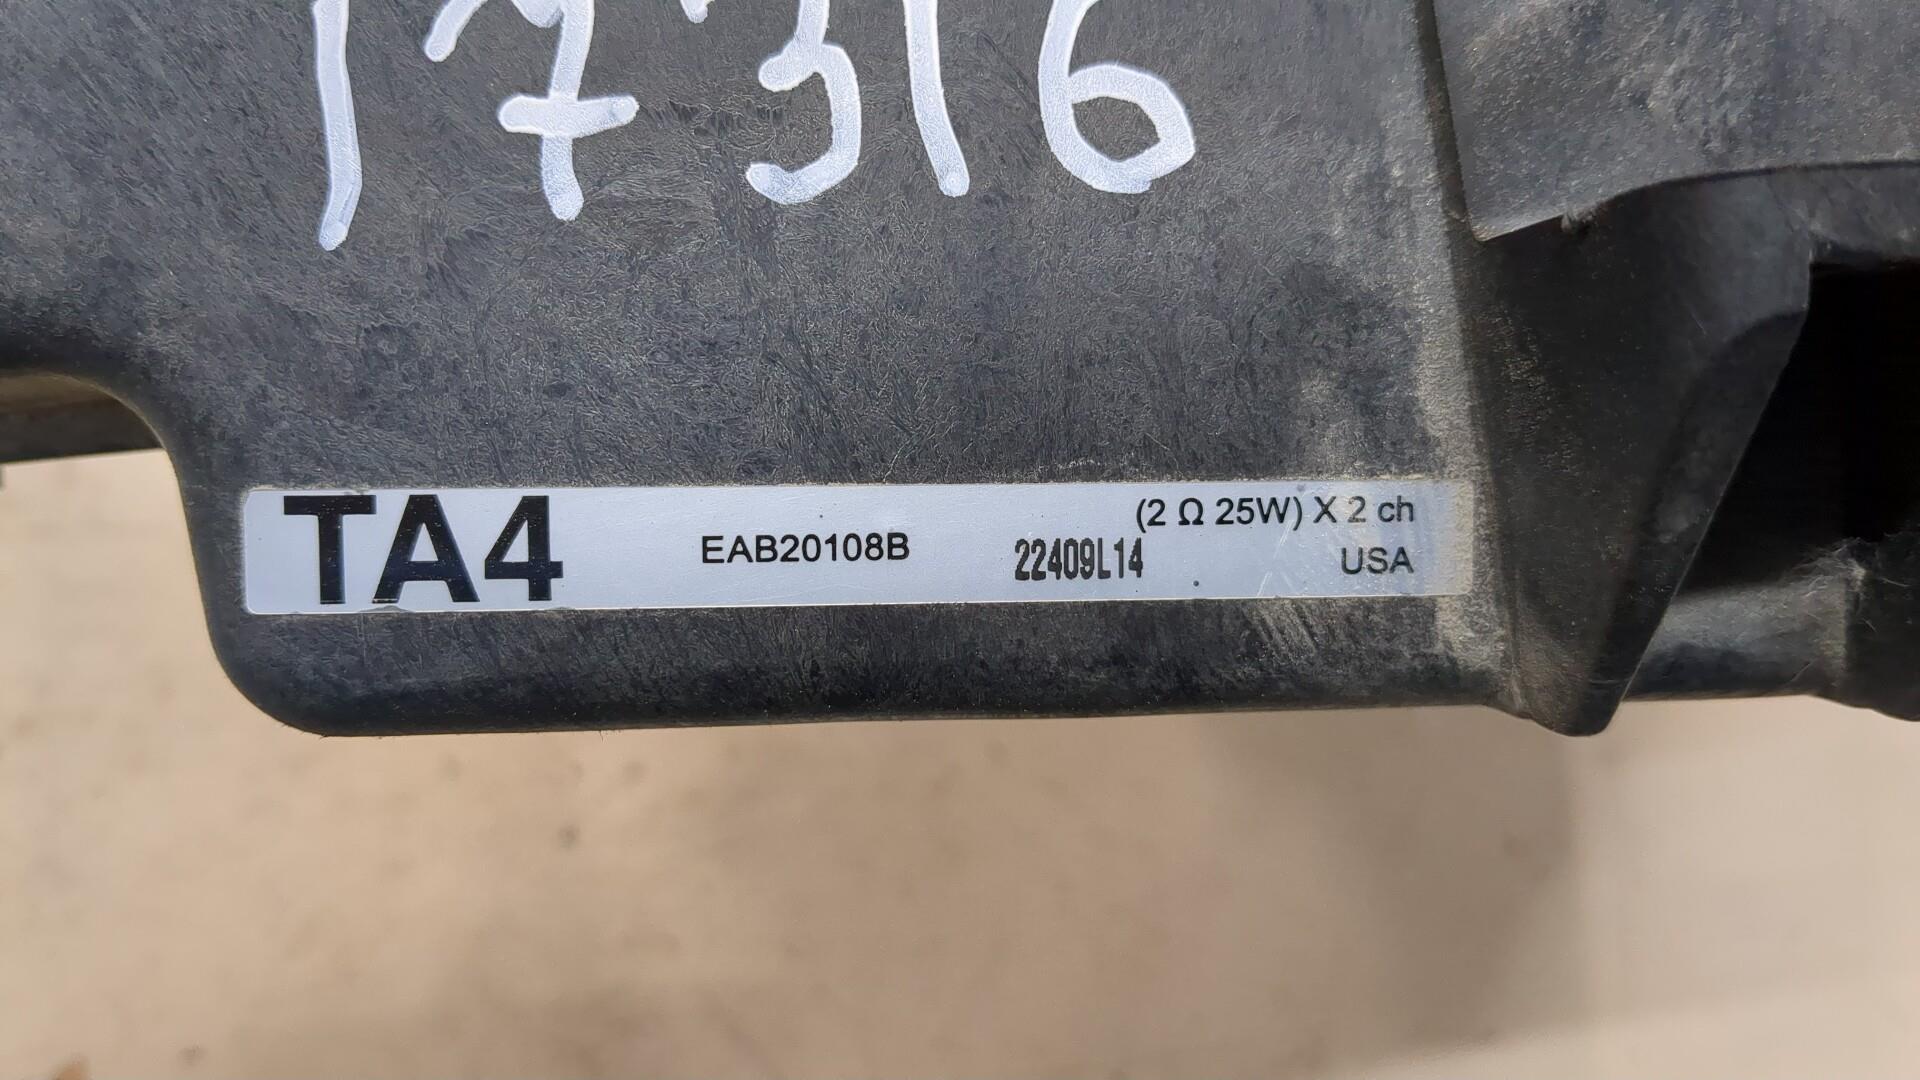 17316
TA4
EAB20108B
22409L14
(2 Ω 25W) X 2 ch
USA